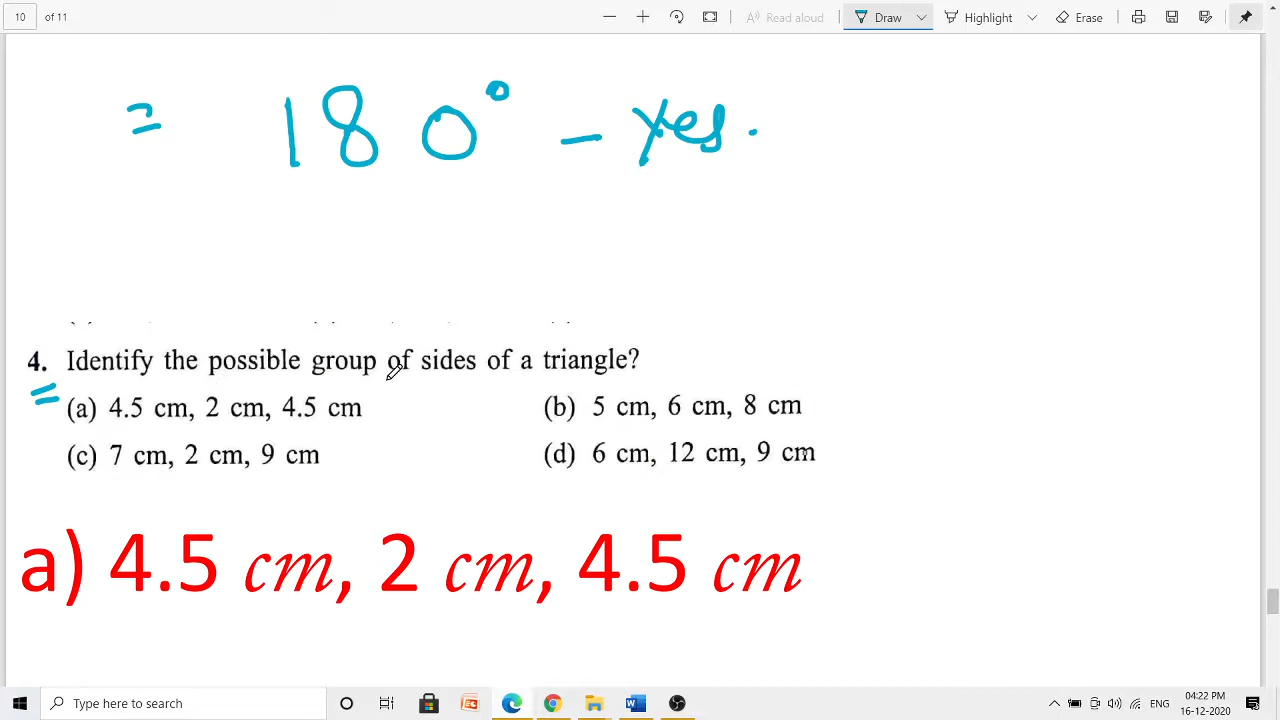 10 of 11
Read aloud Draw Highlight Erase
= 180° - yes.
4. Identify the possible group of sides of a triangle?
=
(a) 4.5 cm, 2 cm, 4.5 cm (b) 5 cm, 6 cm, 8 cm
(c) 7 cm, 2 cm, 9 cm (d) 6 cm, 12 cm, 9 cm
a) 4.5 cm, 2 cm, 4.5 cm
Type here to search
ENG
04:22 PM
16-12-2020